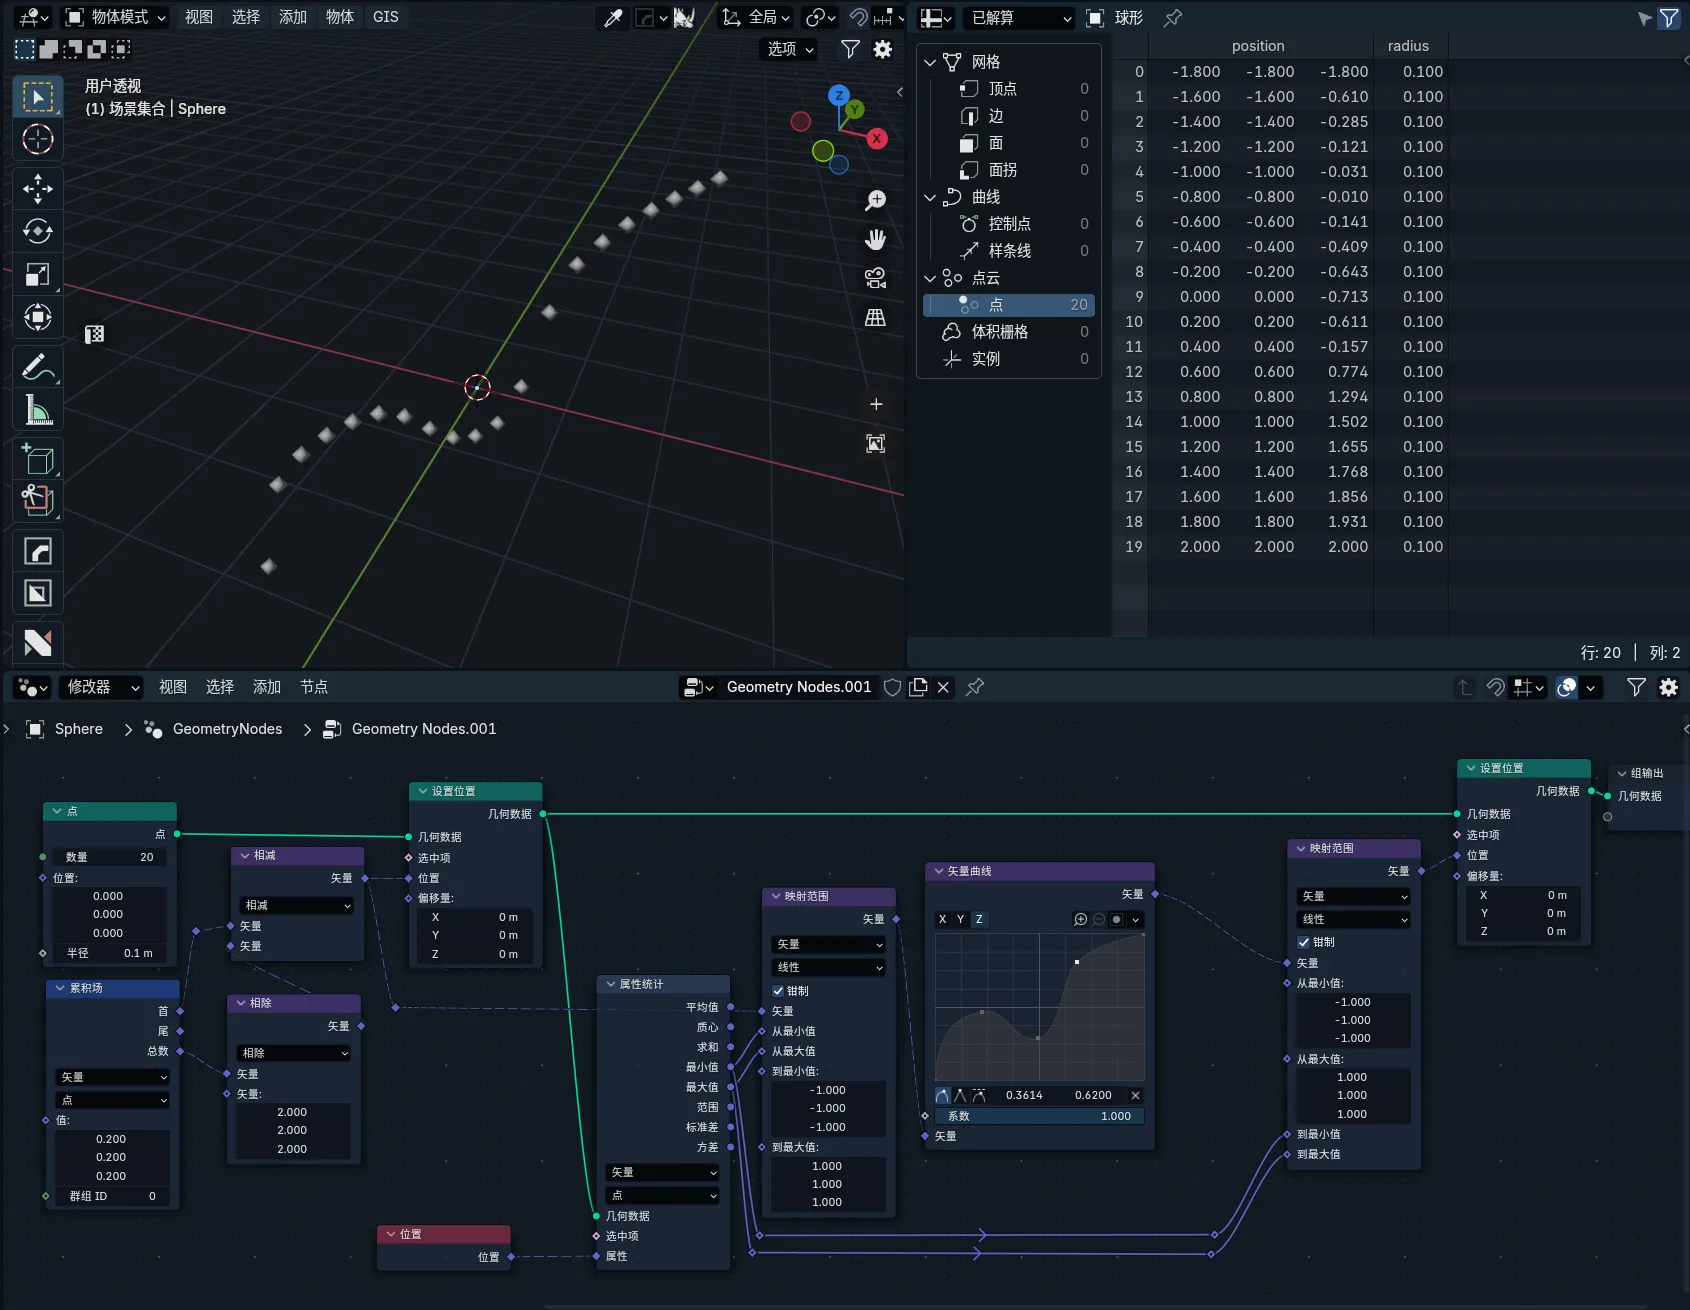 物体模式 视图 选择 添加 物体 GIS 全局
选项
用户透视
(1) 场景集合 | Sphere
Z
Y
X
已解算 球形
网格
顶点 0
边 0
面 0
面拐 0
曲线
控制点 0
样条线 0
点云
点 20
体积栅格 0
实例 0
position radius
0 -1.800 -1.800 -1.800 0.100
1 -1.600 -1.600 -0.610 0.100
2 -1.400 -1.400 -0.285 0.100
3 -1.200 -1.200 -0.121 0.100
4 -1.000 -1.000 -0.031 0.100
5 -0.800 -0.800 -0.010 0.100
6 -0.600 -0.600 -0.141 0.100
7 -0.400 -0.400 -0.409 0.100
8 -0.200 -0.200 -0.643 0.100
9 0.000 0.000 -0.713 0.100
10 0.200 0.200 -0.611 0.100
11 0.400 0.400 -0.157 0.100
12 0.600 0.600 0.774 0.100
13 0.800 0.800 1.294 0.100
14 1.000 1.000 1.502 0.100
15 1.200 1.200 1.655 0.100
16 1.400 1.400 1.768 0.100
17 1.600 1.600 1.856 0.100
18 1.800 1.800 1.931 0.100
19 2.000 2.000 2.000 0.100
行: 20 | 列: 2
修改器 视图 选择 添加 节点 Geometry Nodes.001
Sphere GeometryNodes Geometry Nodes.001
点
点
数量 20
位置:
0.000
0.000
0.000
半径 0.1 m
累积场
首
尾
总数
矢量
点
值:
0.200
0.200
0.200
群组 ID 0
相减
矢量
相减
矢量
矢量
相除
矢量
相除
矢量
矢量:
2.000
2.000
2.000
设置位置
几何数据
几何数据
选中项
位置
偏移量:
X 0 m
Y 0 m
Z 0 m
位置
位置
属性统计
平均值
质心
求和
最小值
最大值
范围
标准差
方差
矢量
点
几何数据
选中项
属性
映射范围
矢量
矢量
线性
钳制
矢量
从最小值
从最大值
到最小值:
-1.000
-1.000
-1.000
到最大值:
1.000
1.000
1.000
矢量曲线
矢量
X Y Z
0.3614 0.6200
系数 1.000
矢量
映射范围
矢量
矢量
线性
钳制
矢量
从最小值:
-1.000
-1.000
-1.000
从最大值:
1.000
1.000
1.000
到最小值
到最大值
设置位置
几何数据
几何数据
选中项
位置
偏移量:
X 0 m
Y 0 m
Z 0 m
组输出
几何数据